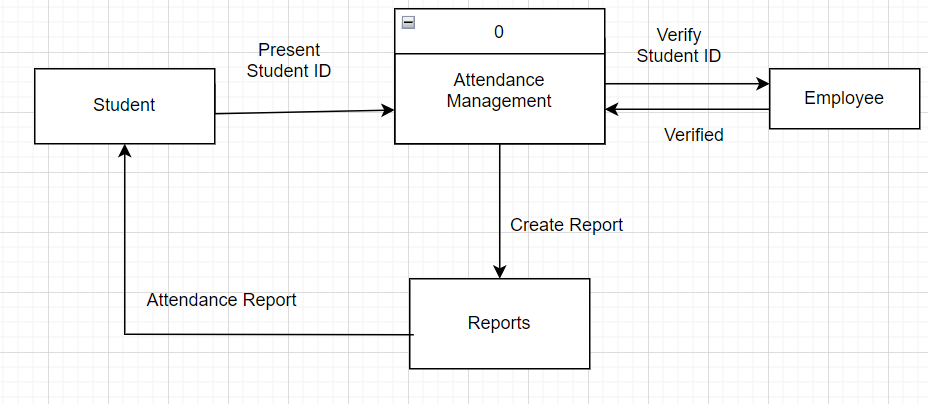 0
Attendance
Management
Present
Student ID
Verify
Student ID
Student
Employee
Verified
Create Report
Attendance Report
Reports